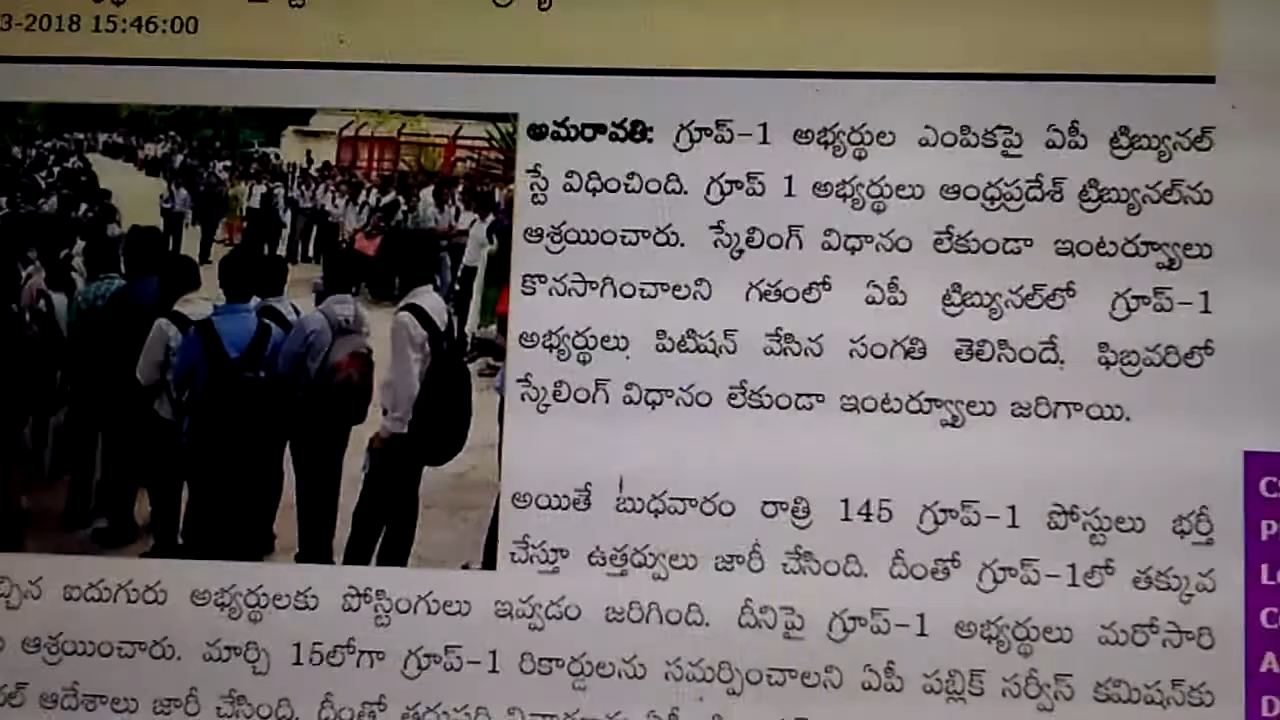 3-2018 15:46:00
అమరావతి: గ్రూప్-1 అభ్యర్థుల ఎంపికపై ఏపీ ట్రిబ్యునల్
స్టే విధించింది. గ్రూప్ 1 అభ్యర్థులు ఆంధ్రప్రదేశ్ ట్రిబ్యునల్‌ను
ఆశ్రయించారు. స్కేలింగ్ విధానం లేకుండా ఇంటర్వ్యూలు
కొనసాగించాలని గతంలో ఏపీ ట్రిబ్యునల్‌లో గ్రూప్-1
అభ్యర్థులు పిటిషన్ వేసిన సంగతి తెలిసిందే. ఫిబ్రవరిలో
స్కేలింగ్ విధానం లేకుండా ఇంటర్వ్యూలు జరిగాయి.
అయితే బుధవారం రాత్రి 145 గ్రూప్-1 పోస్టులు భర్తీ
చేస్తూ ఉత్తర్వులు జారీ చేసింది. దీంతో గ్రూప్-1లో తక్కువ
ఐదుగురు అభ్యర్థులకు పోస్టింగులు ఇవ్వడం జరిగింది. దీనిపై గ్రూప్-1 అభ్యర్థులు మరోసారి
ఆశ్రయించారు. మార్చి 15లోగా గ్రూప్-1 రికార్డులను సమర్పించాలని ఏపీ పబ్లిక్ సర్వీస్ కమిషన్‌కు
ఆదేశాలు జారీ చేసింది. దీంతో